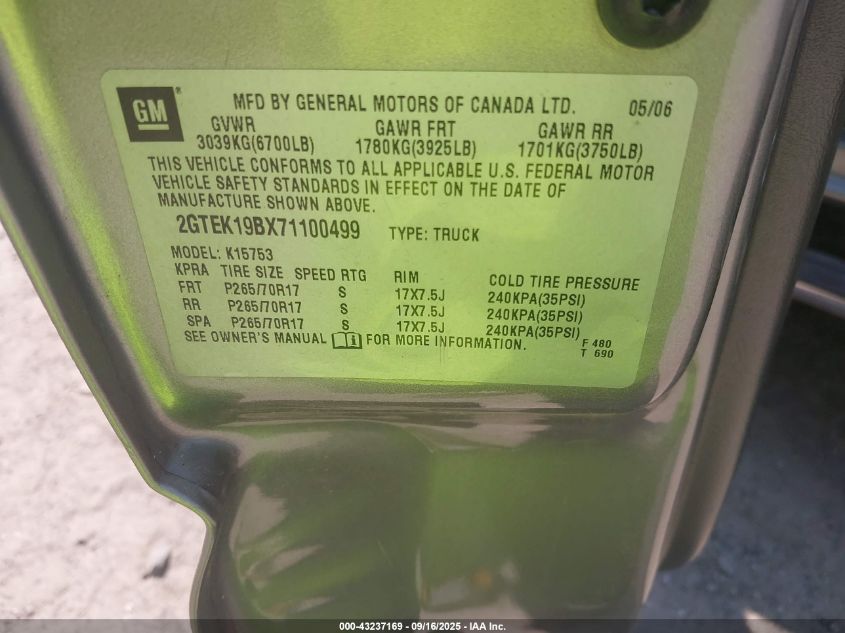 GM
MFD BY GENERAL MOTORS OF CANADA LTD. 05/06
GVWR GAWR FRT GAWR RR
3039KG(6700LB) 1780KG(3925LB) 1701KG(3750LB)
THIS VEHICLE CONFORMS TO ALL APPLICABLE U.S. FEDERAL MOTOR
VEHICLE SAFETY STANDARDS IN EFFECT ON THE DATE OF
MANUFACTURE SHOWN ABOVE.
2GTEK19BX71100499 TYPE: TRUCK
MODEL: K15753
KPRA TIRE SIZE SPEED RTG RIM COLD TIRE PRESSURE
FRT P265/70R17 S 17X7.5J 240KPA(35PSI)
RR P265/70R17 S 17X7.5J 240KPA(35PSI)
SPA P265/70R17 S 17X7.5J 240KPA(35PSI)
SEE OWNER'S MANUAL FOR MORE INFORMATION. F 480
T 690
000-43237169 - 09/16/2025 - IAA Inc.